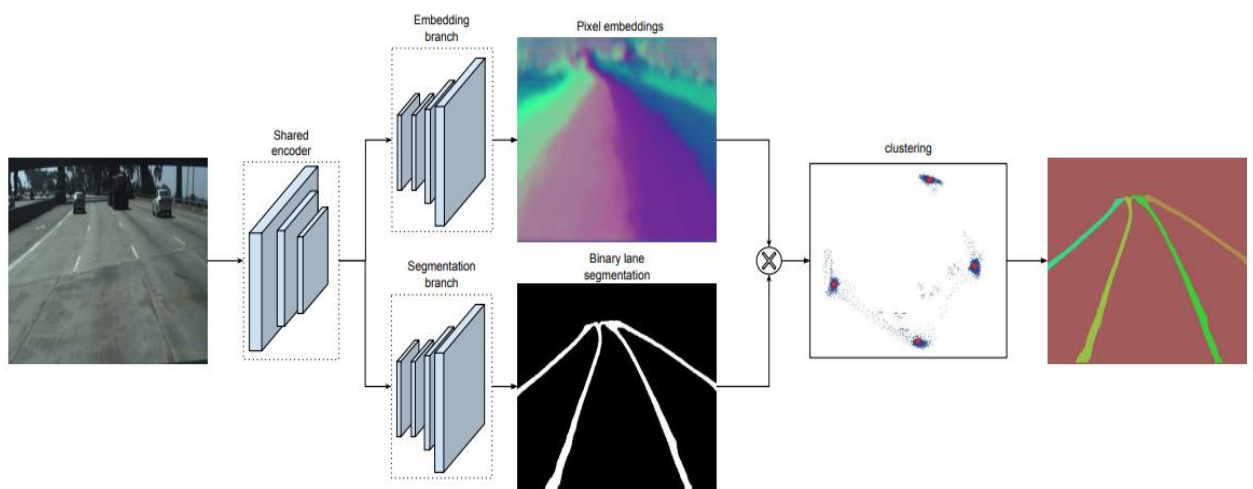 Embedding
branch
Pixel embeddings
Shared
encoder
clustering
Segmentation
branch
Binary lane
segmentation